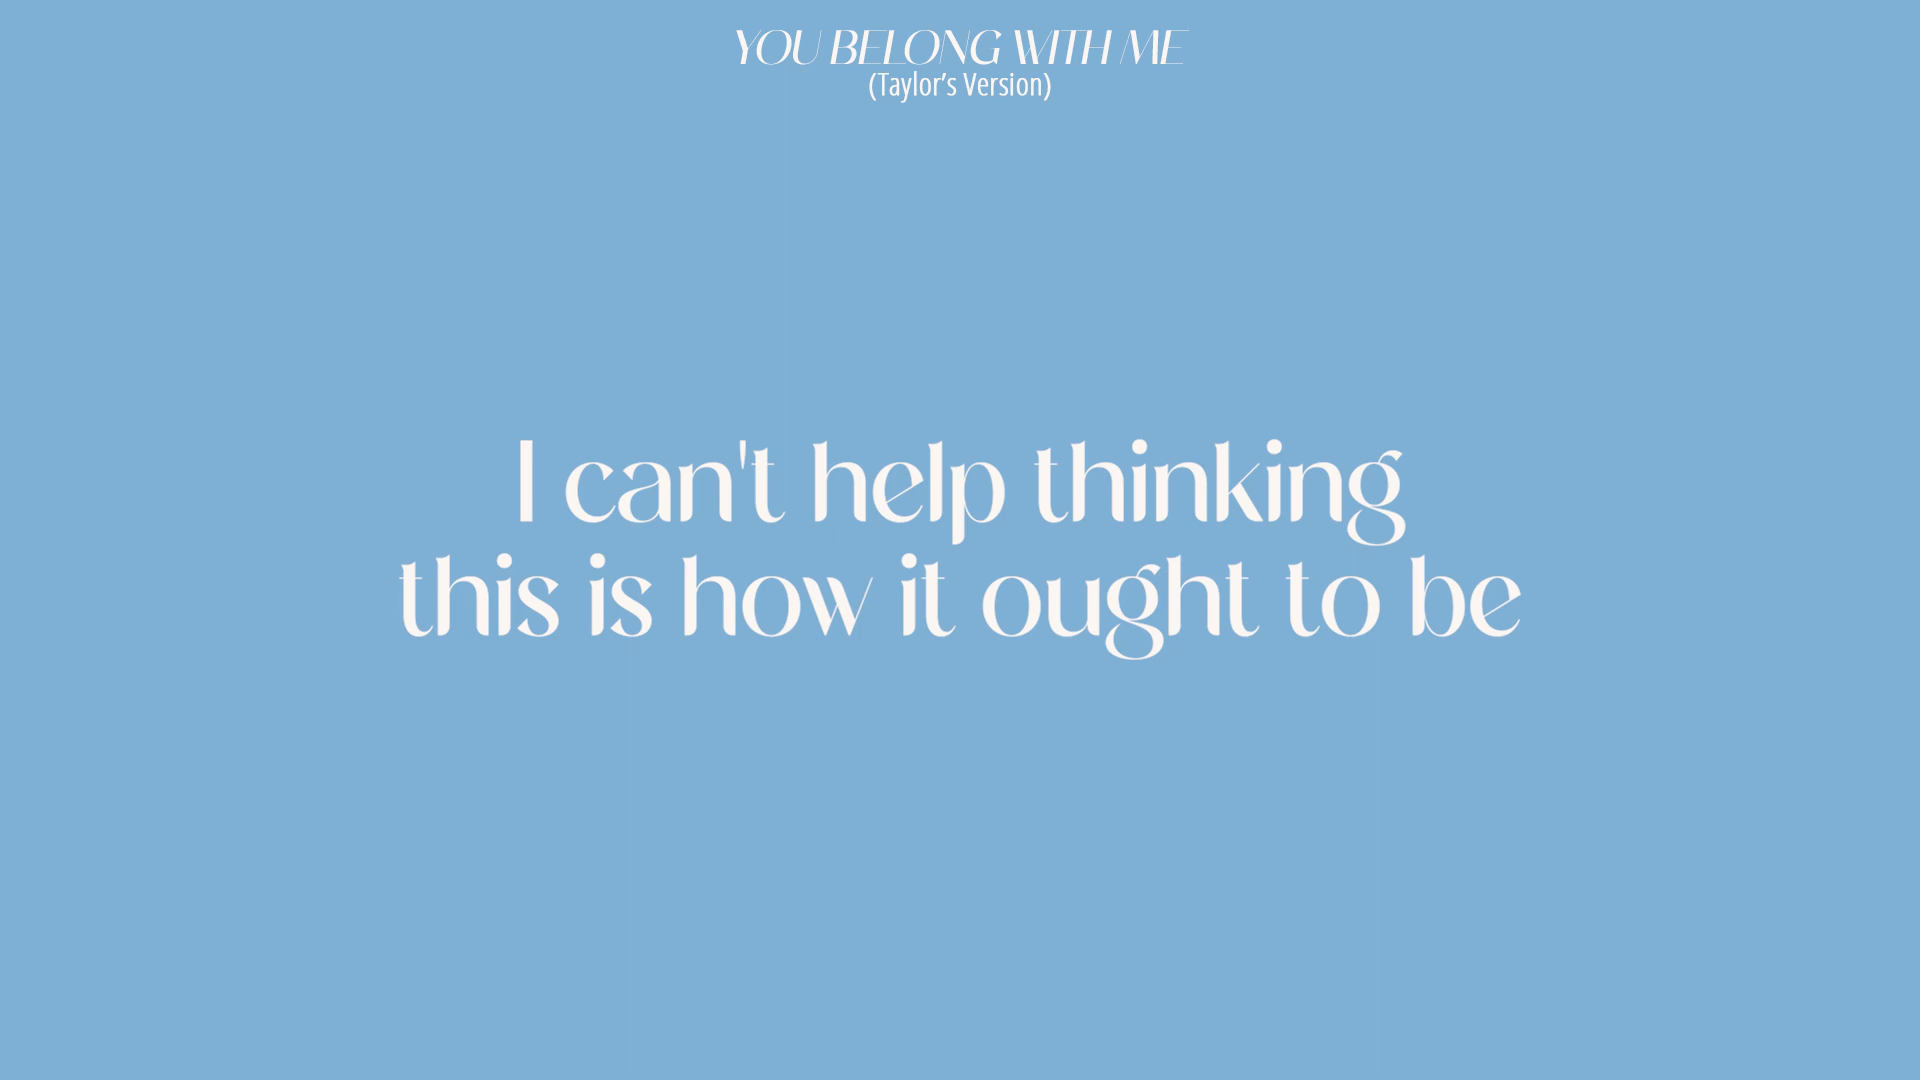 YOU BELONG WITH ME
(Taylor’s Version)
I can't help thinking
this is how it ought to be